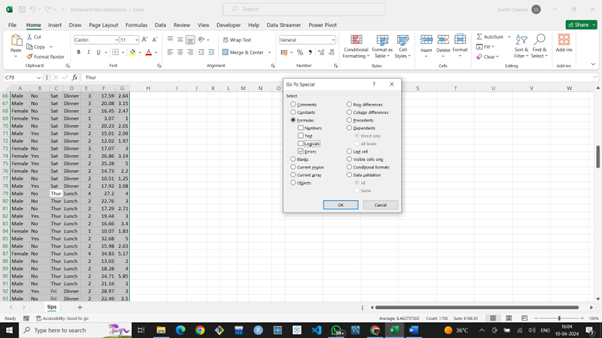 Search
File Home Insert Draw Page Layout Formulas Data Review View Developer Help Data Streamer Power Pivot
Share
Paste
Cut
Copy
Format Painter
Calibri 11
Wrap Text
Merge & Center
General
Conditional Formatting
Format as Table
Cell Styles
Insert Delete Format
AutoSum
Fill
Clear
Sort & Filter
Find & Select
Add-ins
Clipboard Font Alignment Number Styles Cells Editing Add-ins
C79 Thur
A B C D E F G H I J K L M N O S T U V W
66 Male No Sat Dinner 3 17.59 2.64
67 Male No Sat Dinner 3 20.08 3.15
68 Female No Sat Dinner 2 16.45 2.47
69 Female Yes Sat Dinner 1 3.07 1
70 Male No Sat Dinner 2 20.23 2.01
71 Male Yes Sat Dinner 2 15.01 2.09
72 Male No Sat Dinner 2 12.02 1.97
73 Female No Sat Dinner 3 17.07 3
74 Female Yes Sat Dinner 2 26.86 3.14
75 Female Yes Sat Dinner 2 25.28 5
76 Female No Sat Dinner 2 14.73 2.2
77 Male No Sat Dinner 2 10.51 1.25
78 Male Yes Sat Dinner 2 17.92 3.08
79 Male No Thur Lunch 4 27.2 4
80 Male No Thur Lunch 2 22.76 3
81 Male No Thur Lunch 2 17.29 2.71
82 Male Yes Thur Lunch 2 19.44 3
83 Male No Thur Lunch 2 16.66 3.4
84 Female No Thur Lunch 1 10.07 1.83
85 Male Yes Thur Lunch 2 32.68 5
86 Male No Thur Lunch 2 15.98 2.03
87 Female No Thur Lunch 4 34.83 5.17
88 Male No Thur Lunch 2 13.03 2
89 Male No Thur Lunch 2 18.28 4
90 Male No Thur Lunch 2 24.71 5.85
91 Male No Thur Lunch 2 21.16 3
92 Male Yes Fri Dinner 2 28.97 3
93 Male No Fri Dinner 2 22.49 3.5
Go To Special
Select
Comments
Constants
Formulas
Numbers
Text
Logicals
Errors
Blanks
Current region
Current array
Objects
Row differences
Column differences
Precedents
Dependents
Direct only
All levels
Last cell
Visible cells only
Conditional formats
Data validation
All
Same
OK Cancel
tips
Ready Accessibility: Good to go
100%
Type here to search
36°C
ENG
16:04
10-04-2024